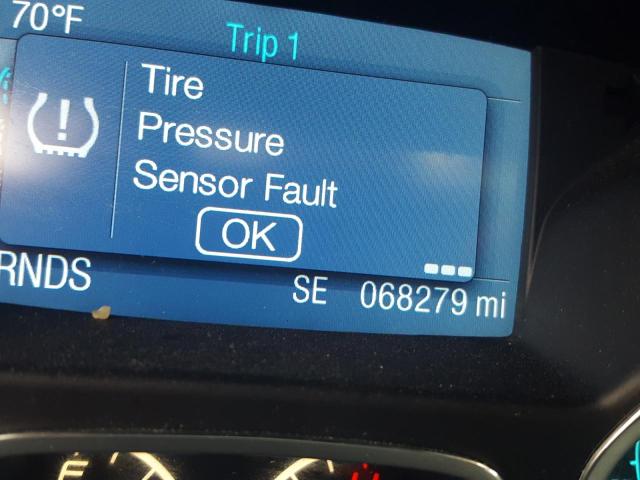 70°F
Trip 1
Tire
Pressure
Sensor Fault
OK
RNDS
SE 068279 mi
F